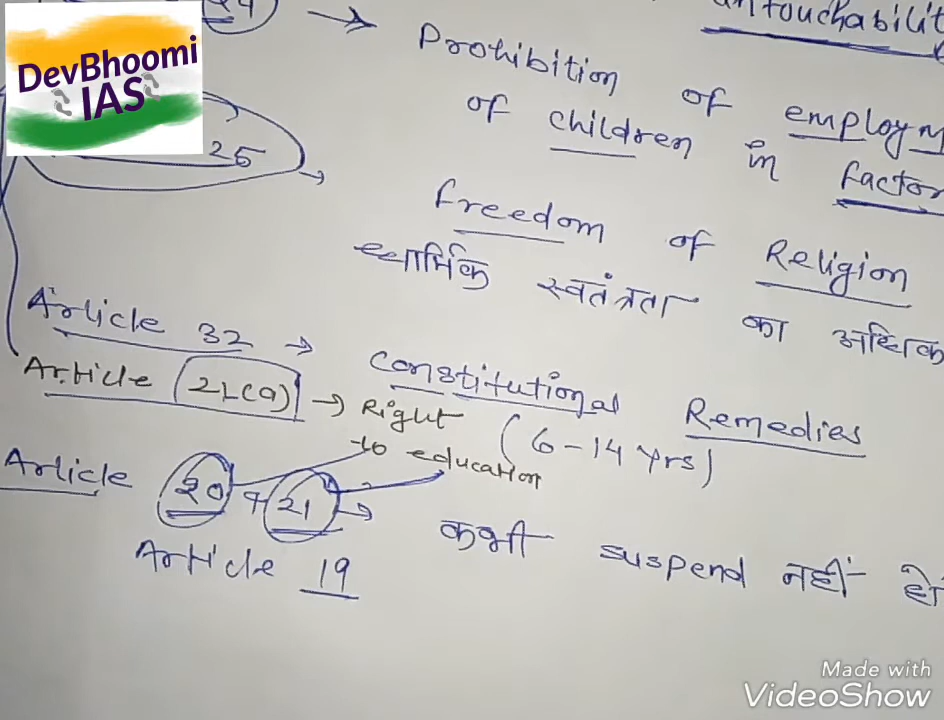 DevBhoomi
IAS
untouchabilit
24 → Prohibition of employm
of children in factor
25 → freedom of Religion
धार्मिक स्वतंत्रता का अधिक
Article 32 → Constitutional Remedies
Article 21(a) → Right to education (6-14 yrs)
Article 20 + 21 → कभी suspend नहीं हो
Article 19
Made with
VideoShow